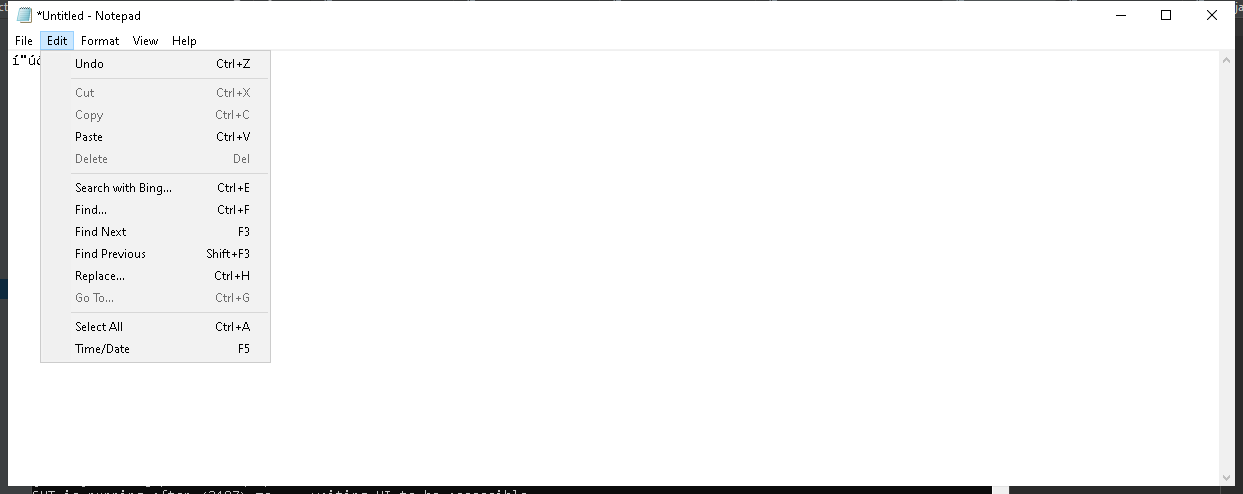 *Untitled - Notepad
File Edit Format View Help
Undo Ctrl+Z
Cut Ctrl+X
Copy Ctrl+C
Paste Ctrl+V
Delete Del
Search with Bing... Ctrl+E
Find... Ctrl+F
Find Next F3
Find Previous Shift+F3
Replace... Ctrl+H
Go To... Ctrl+G
Select All Ctrl+A
Time/Date F5